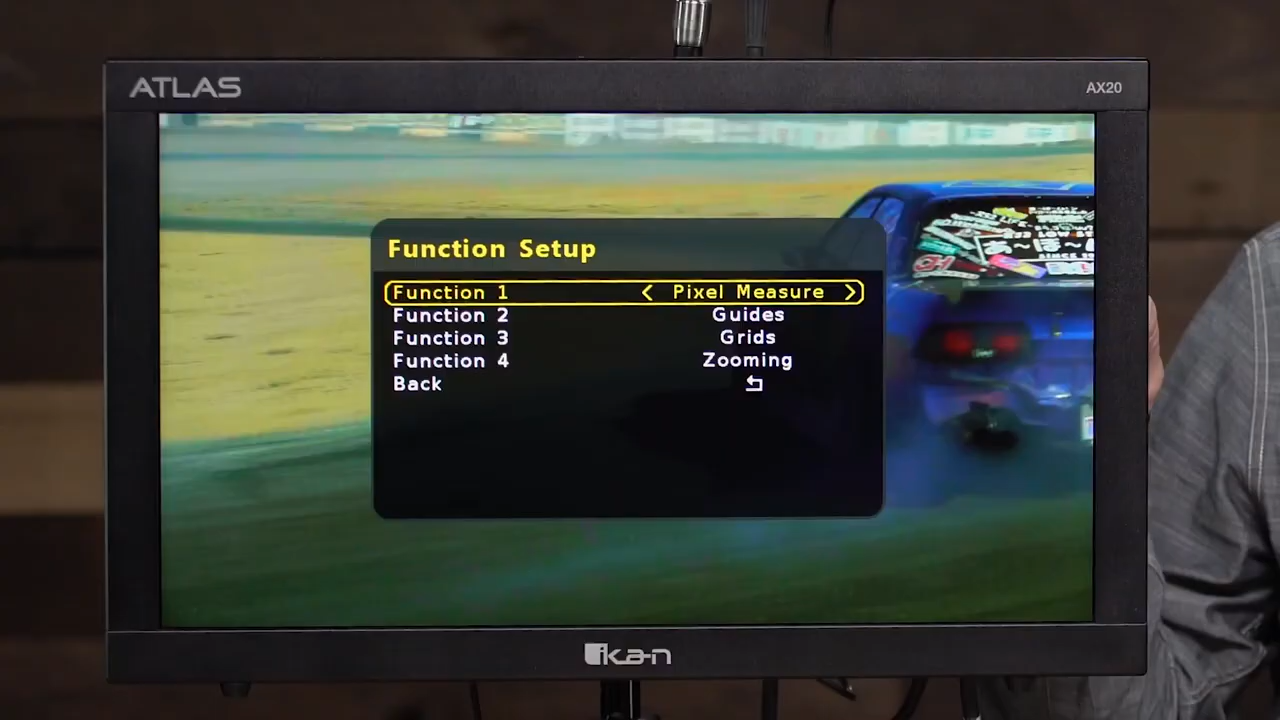 ATLAS
AX20
Function Setup
Function 1 < Pixel Measure >
Function 2 Guides
Function 3 Grids
Function 4 Zooming
Back
ikan